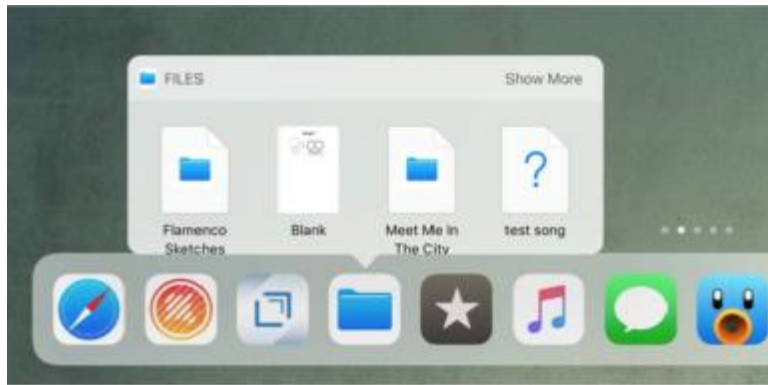 FILES
Show More
Flamenco
Sketches
Blank
Meet Me In
The City
test song
?